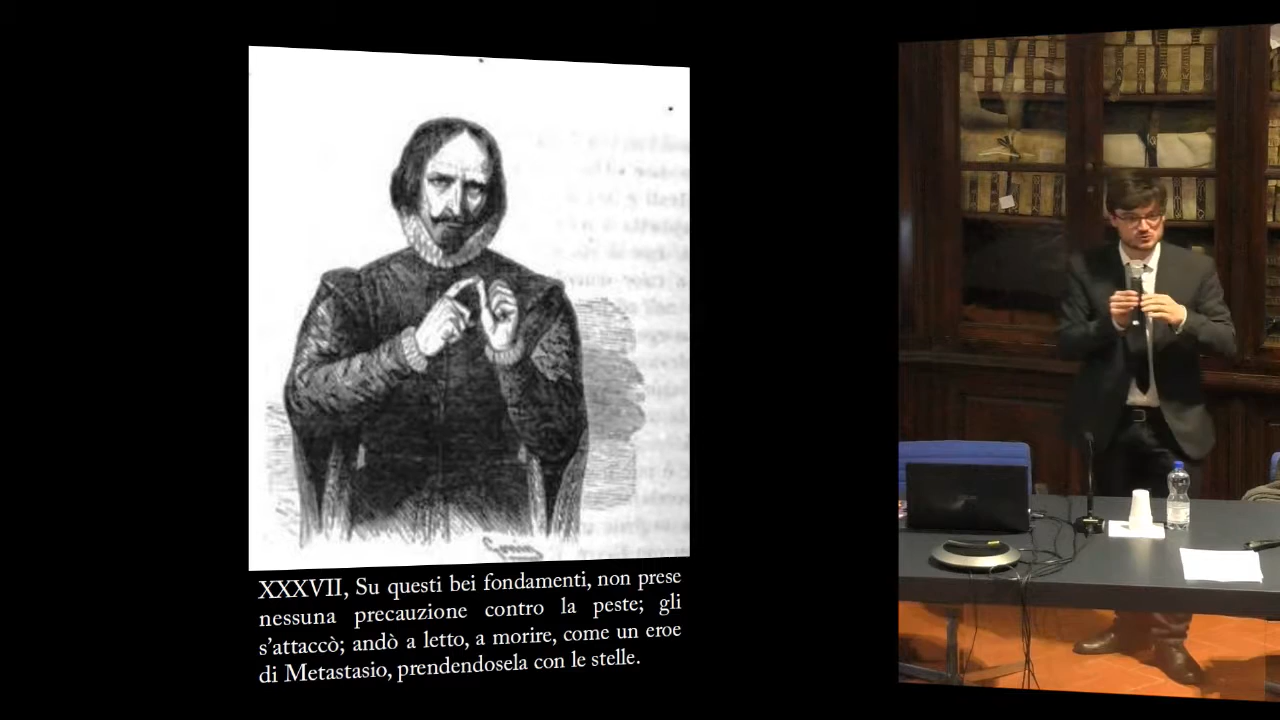 Gonin
XXXVII, Su questi bei fondamenti, non prese
nessuna precauzione contro la peste; gli
s'attaccò; andò a letto, a morire, come un eroe
di Metastasio, prendendosela con le stelle.